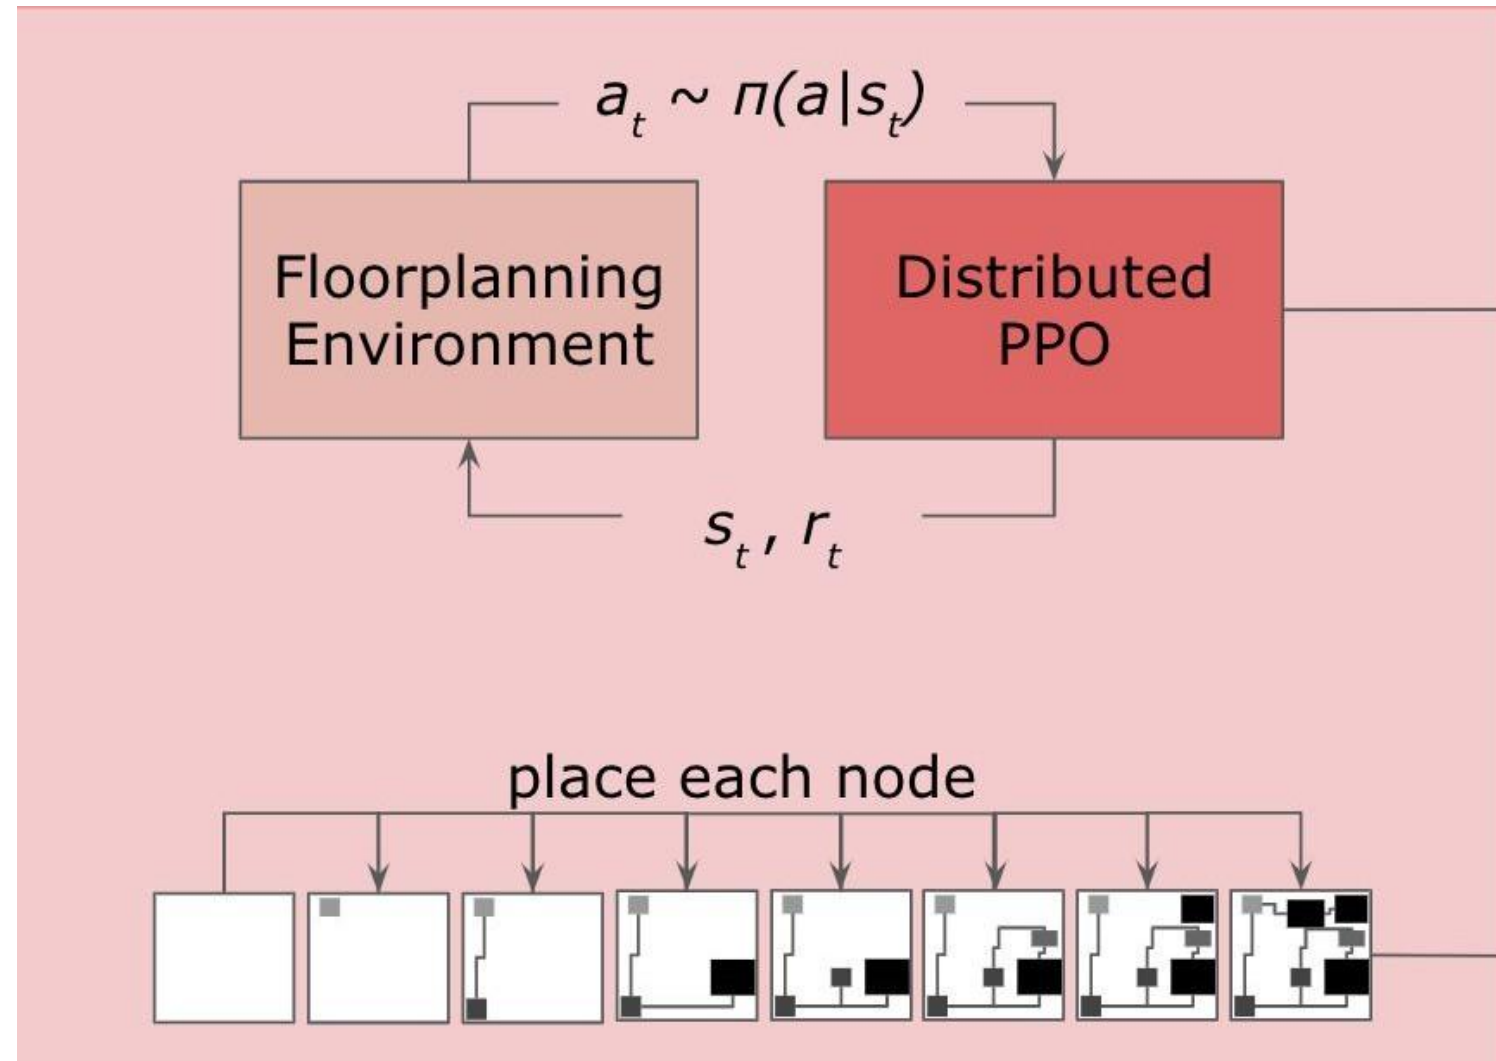 a_t ~ π(a|s_t)
Floorplanning
Environment
Distributed
PPO
s_t, r_t
place each node